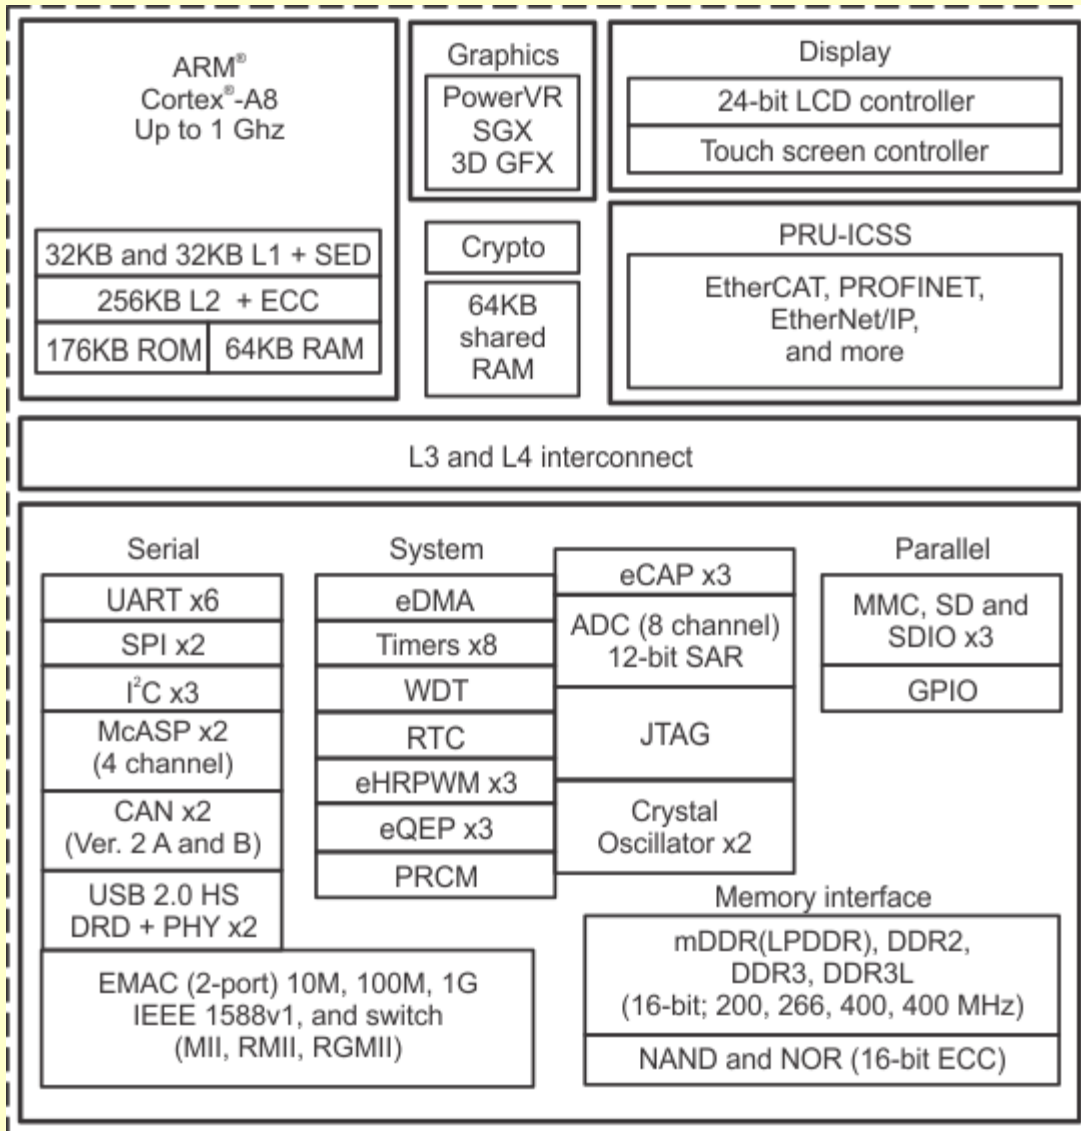 ARM®
Cortex®-A8
Up to 1 Ghz
32KB and 32KB L1 + SED
256KB L2 + ECC
176KB ROM
64KB RAM
Graphics
PowerVR
SGX
3D GFX
Crypto
64KB
shared
RAM
Display
24-bit LCD controller
Touch screen controller
PRU-ICSS
EtherCAT, PROFINET,
EtherNet/IP,
and more
L3 and L4 interconnect
Serial
UART x6
SPI x2
I²C x3
McASP x2
(4 channel)
CAN x2
(Ver. 2 A and B)
USB 2.0 HS
DRD + PHY x2
EMAC (2-port) 10M, 100M, 1G
IEEE 1588v1, and switch
(MII, RMII, RGMII)
System
eDMA
Timers x8
WDT
RTC
eHRPWM x3
eQEP x3
PRCM
eCAP x3
ADC (8 channel)
12-bit SAR
JTAG
Crystal
Oscillator x2
Parallel
MMC, SD and
SDIO x3
GPIO
Memory interface
mDDR(LPDDR), DDR2,
DDR3, DDR3L
(16-bit; 200, 266, 400, 400 MHz)
NAND and NOR (16-bit ECC)